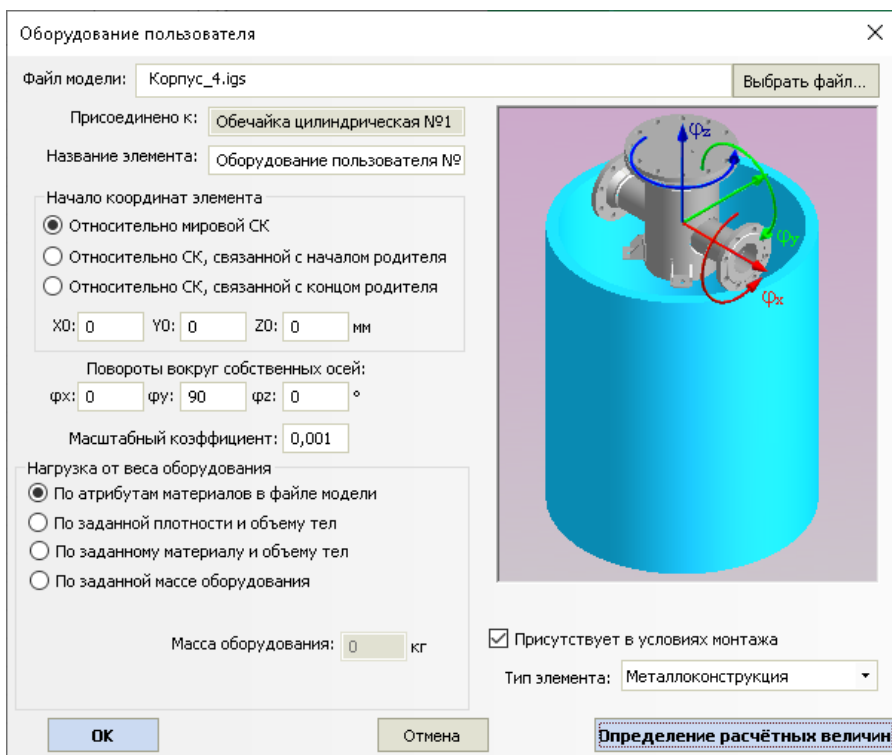 Оборудование пользователя
Файл модели: Корпус_4.igs Выбрать файл...
Присоединено к: Обечайка цилиндрическая №1
Название элемента: Оборудование пользователя №
Начало координат элемента
Относительно мировой СК
Относительно СК, связанной с началом родителя
Относительно СК, связанной с концом родителя
X0: 0 Y0: 0 Z0: 0 мм
Повороты вокруг собственных осей:
φx: 0 φy: 90 φz: 0 °
Масштабный коэффициент: 0,001
Нагрузка от веса оборудования
По атрибутам материалов в файле модели
По заданной плотности и объему тел
По заданному материалу и объему тел
По заданной массе оборудования
Масса оборудования: 0 кг
φz
φy
φx
Присутствует в условиях монтажа
Тип элемента: Металлоконструкция
OK Отмена Определение расчётных величин